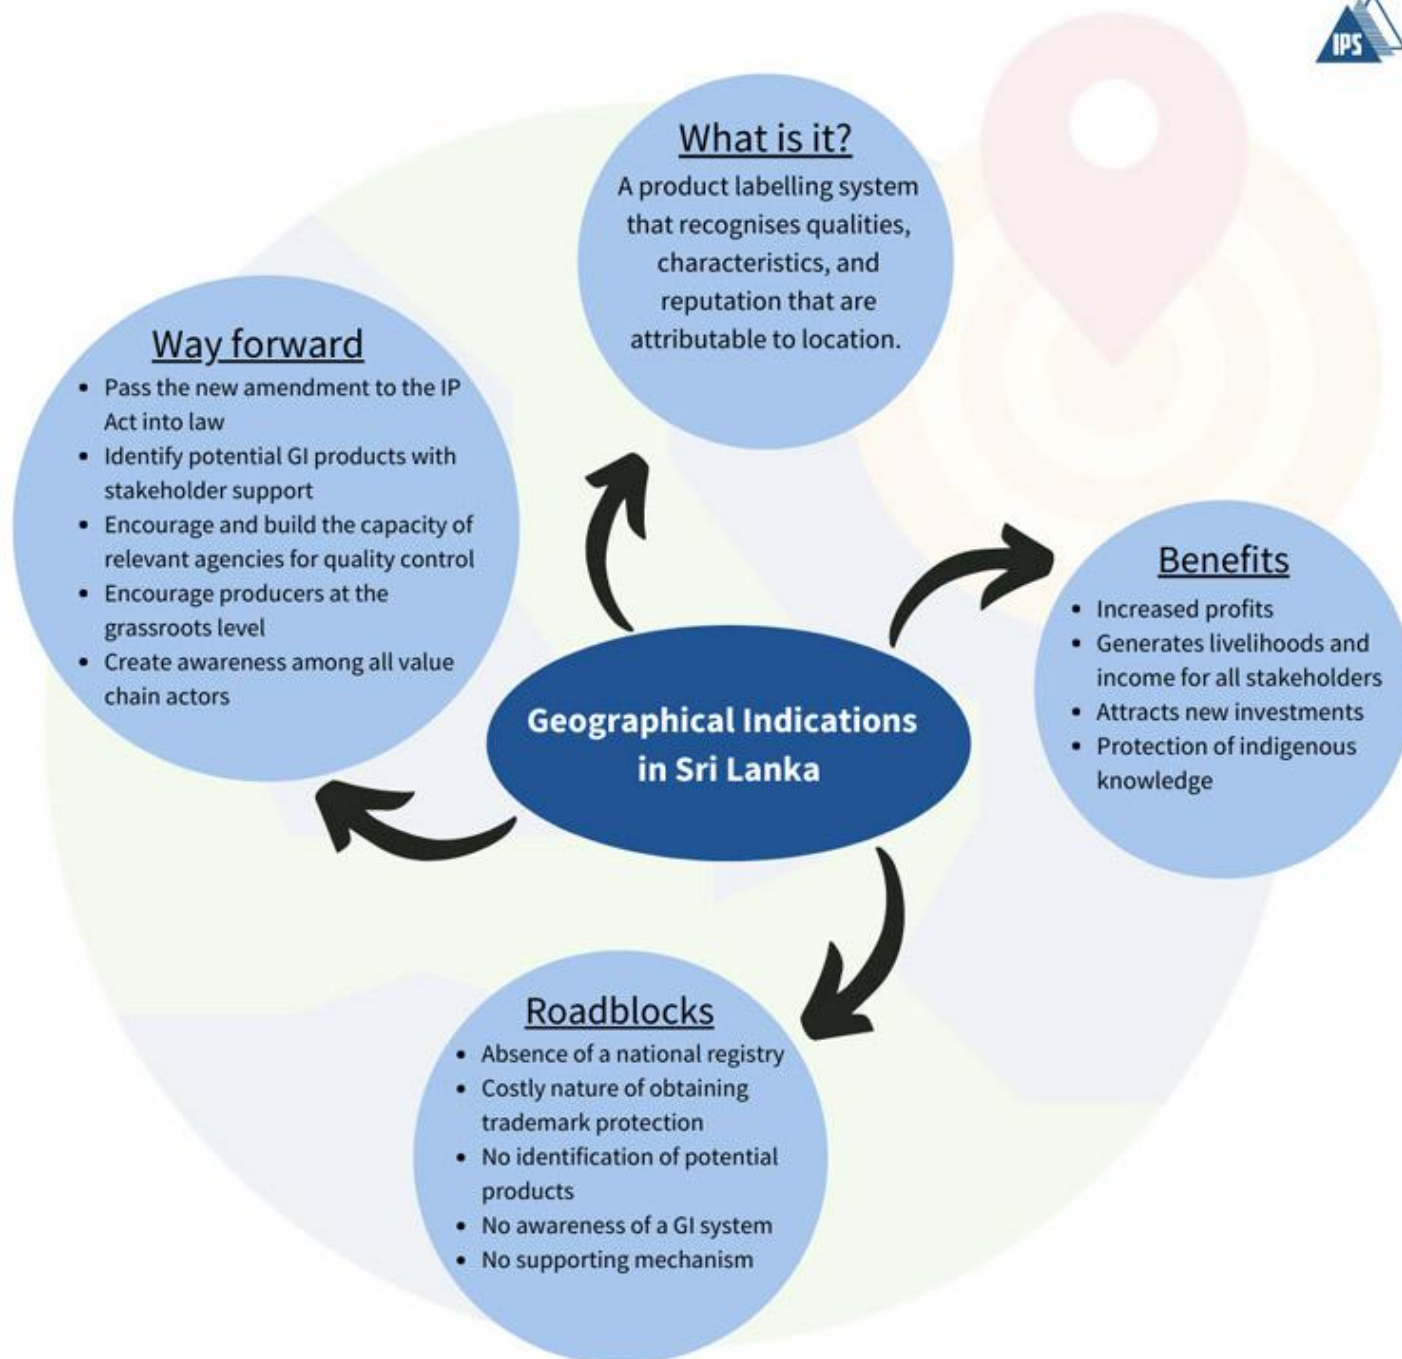 IPS
What is it?
A product labelling system
that recognises qualities,
characteristics, and
reputation that are
attributable to location.
Way forward
• Pass the new amendment to the IP
Act into law
• Identify potential GI products with
stakeholder support
• Encourage and build the capacity of
relevant agencies for quality control
• Encourage producers at the
grassroots level
• Create awareness among all value
chain actors
Benefits
• Increased profits
• Generates livelihoods and
income for all stakeholders
• Attracts new investments
• Protection of indigenous
knowledge
Geographical Indications
in Sri Lanka
Roadblocks
• Absence of a national registry
• Costly nature of obtaining
trademark protection
• No identification of potential
products
• No awareness of a GI system
• No supporting mechanism